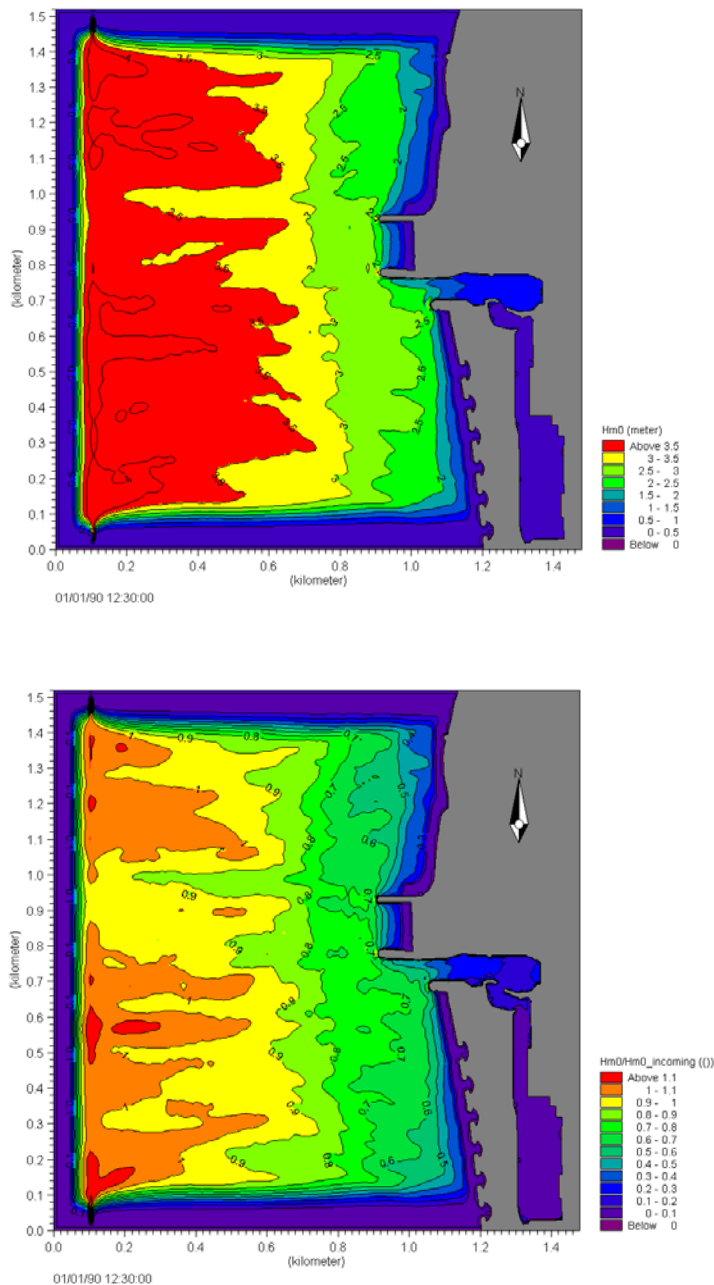 1.5
1.4
1.3
1.2
1.1
1.0
0.9
0.8
0.7
0.6
0.5
0.4
0.3
0.2
0.1
0.0
(kilometer)
N
0.0 0.2 0.4 0.6 0.8 1.0 1.2 1.4
(kilometer)
01/01/90 12:30:00
Hm0 (meter)
Above 3.5
3 - 3.5
2.5 - 3
2 - 2.5
1.5 - 2
1 - 1.5
0.5 - 1
0 - 0.5
Below 0
1.5
1.4
1.3
1.2
1.1
1.0
0.9
0.8
0.7
0.6
0.5
0.4
0.3
0.2
0.1
0.0
(kilometer)
N
0.0 0.2 0.4 0.6 0.8 1.0 1.2 1.4
(kilometer)
01/01/90 12:30:00
Hm0/Hm0_incoming (())
Above 1.1
1 - 1.1
0.9 - 1
0.8 - 0.9
0.7 - 0.8
0.6 - 0.7
0.5 - 0.6
0.4 - 0.5
0.3 - 0.4
0.2 - 0.3
0.1 - 0.2
0 - 0.1
Below 0